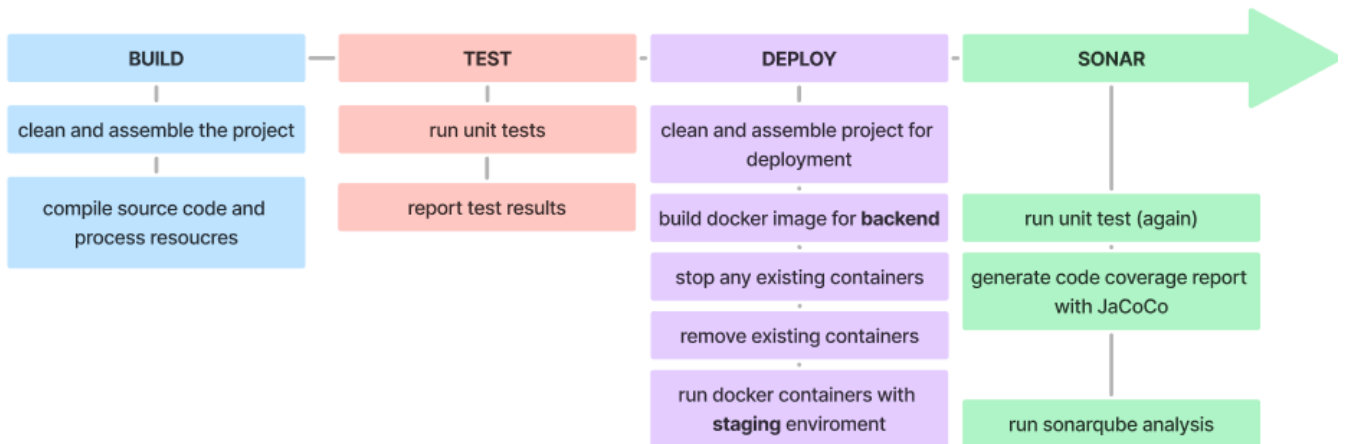 BUILD
clean and assemble the project
compile source code and
process resoucres
TEST
run unit tests
report test results
DEPLOY
clean and assemble project for
deployment
build docker image for backend
stop any existing containers
remove existing containers
run docker containers with
staging enviroment
SONAR
run unit test (again)
generate code coverage report
with JaCoCo
run sonarqube analysis